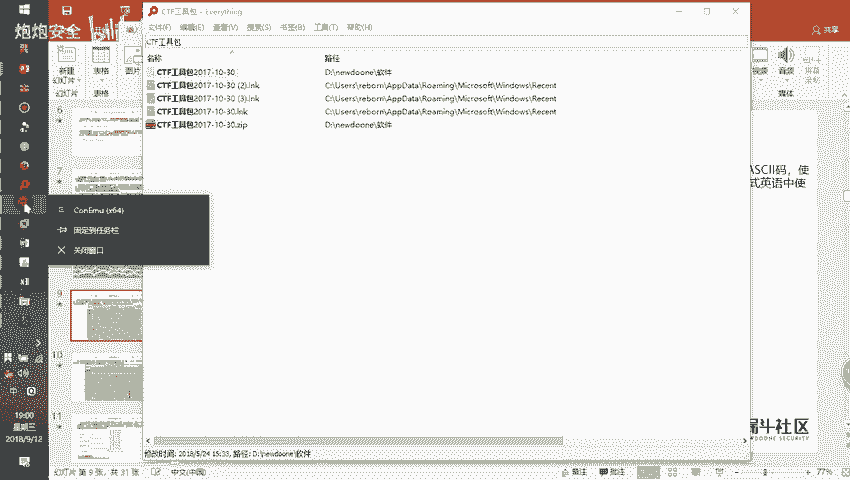 炮炮安全
CTF工具包 - Everything
文件(F) 编辑(E) 查看(V) 搜索(S) 书签(B) 工具(T) 帮助(H)
共享
CTF工具包
名称 路径
CTF工具包2017-10-30 D:\newdoone\软件
CTF工具包2017-10-30 (2).lnk C:\Users\reborn\AppData\Roaming\Microsoft\Windows\Recent
CTF工具包2017-10-30 (3).lnk C:\Users\reborn\AppData\Roaming\Microsoft\Windows\Recent
CTF工具包2017-10-30.lnk C:\Users\reborn\AppData\Roaming\Microsoft\Windows\Recent
CTF工具包2017-10-30.zip D:\newdoone\软件
新建
幻灯片
表格
图片
幻灯片
表格
视频 音频
媒体
6
7
ASCII码，使
式英语中使
ConEmu (x64)
固定到任务栏
关闭窗口
9
10
11
19:00
星期三
2018/9/12
漏斗社区
修改时间: 2018/5/24 15:33, 路径: D:\newdoone\软件
幻灯片 第 9 张，共 31 张 中文(中国) 备注 批注 77%